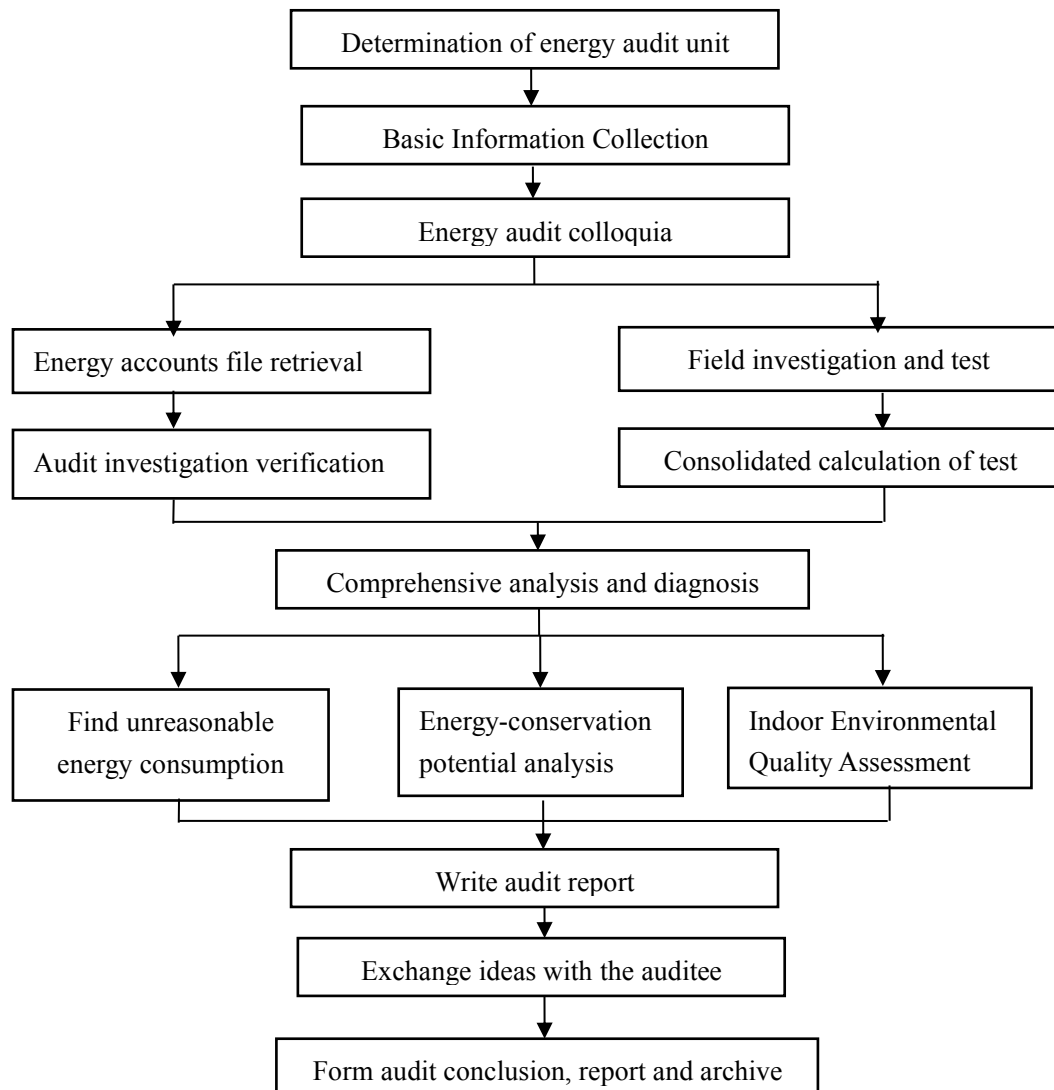 Determination of energy audit unit
Basic Information Collection
Energy audit colloquia
Energy accounts file retrieval
Field investigation and test
Audit investigation verification
Consolidated calculation of test
Comprehensive analysis and diagnosis
Find unreasonable
energy consumption
Energy-conservation
potential analysis
Indoor Environmental
Quality Assessment
Write audit report
Exchange ideas with the auditee
Form audit conclusion, report and archive